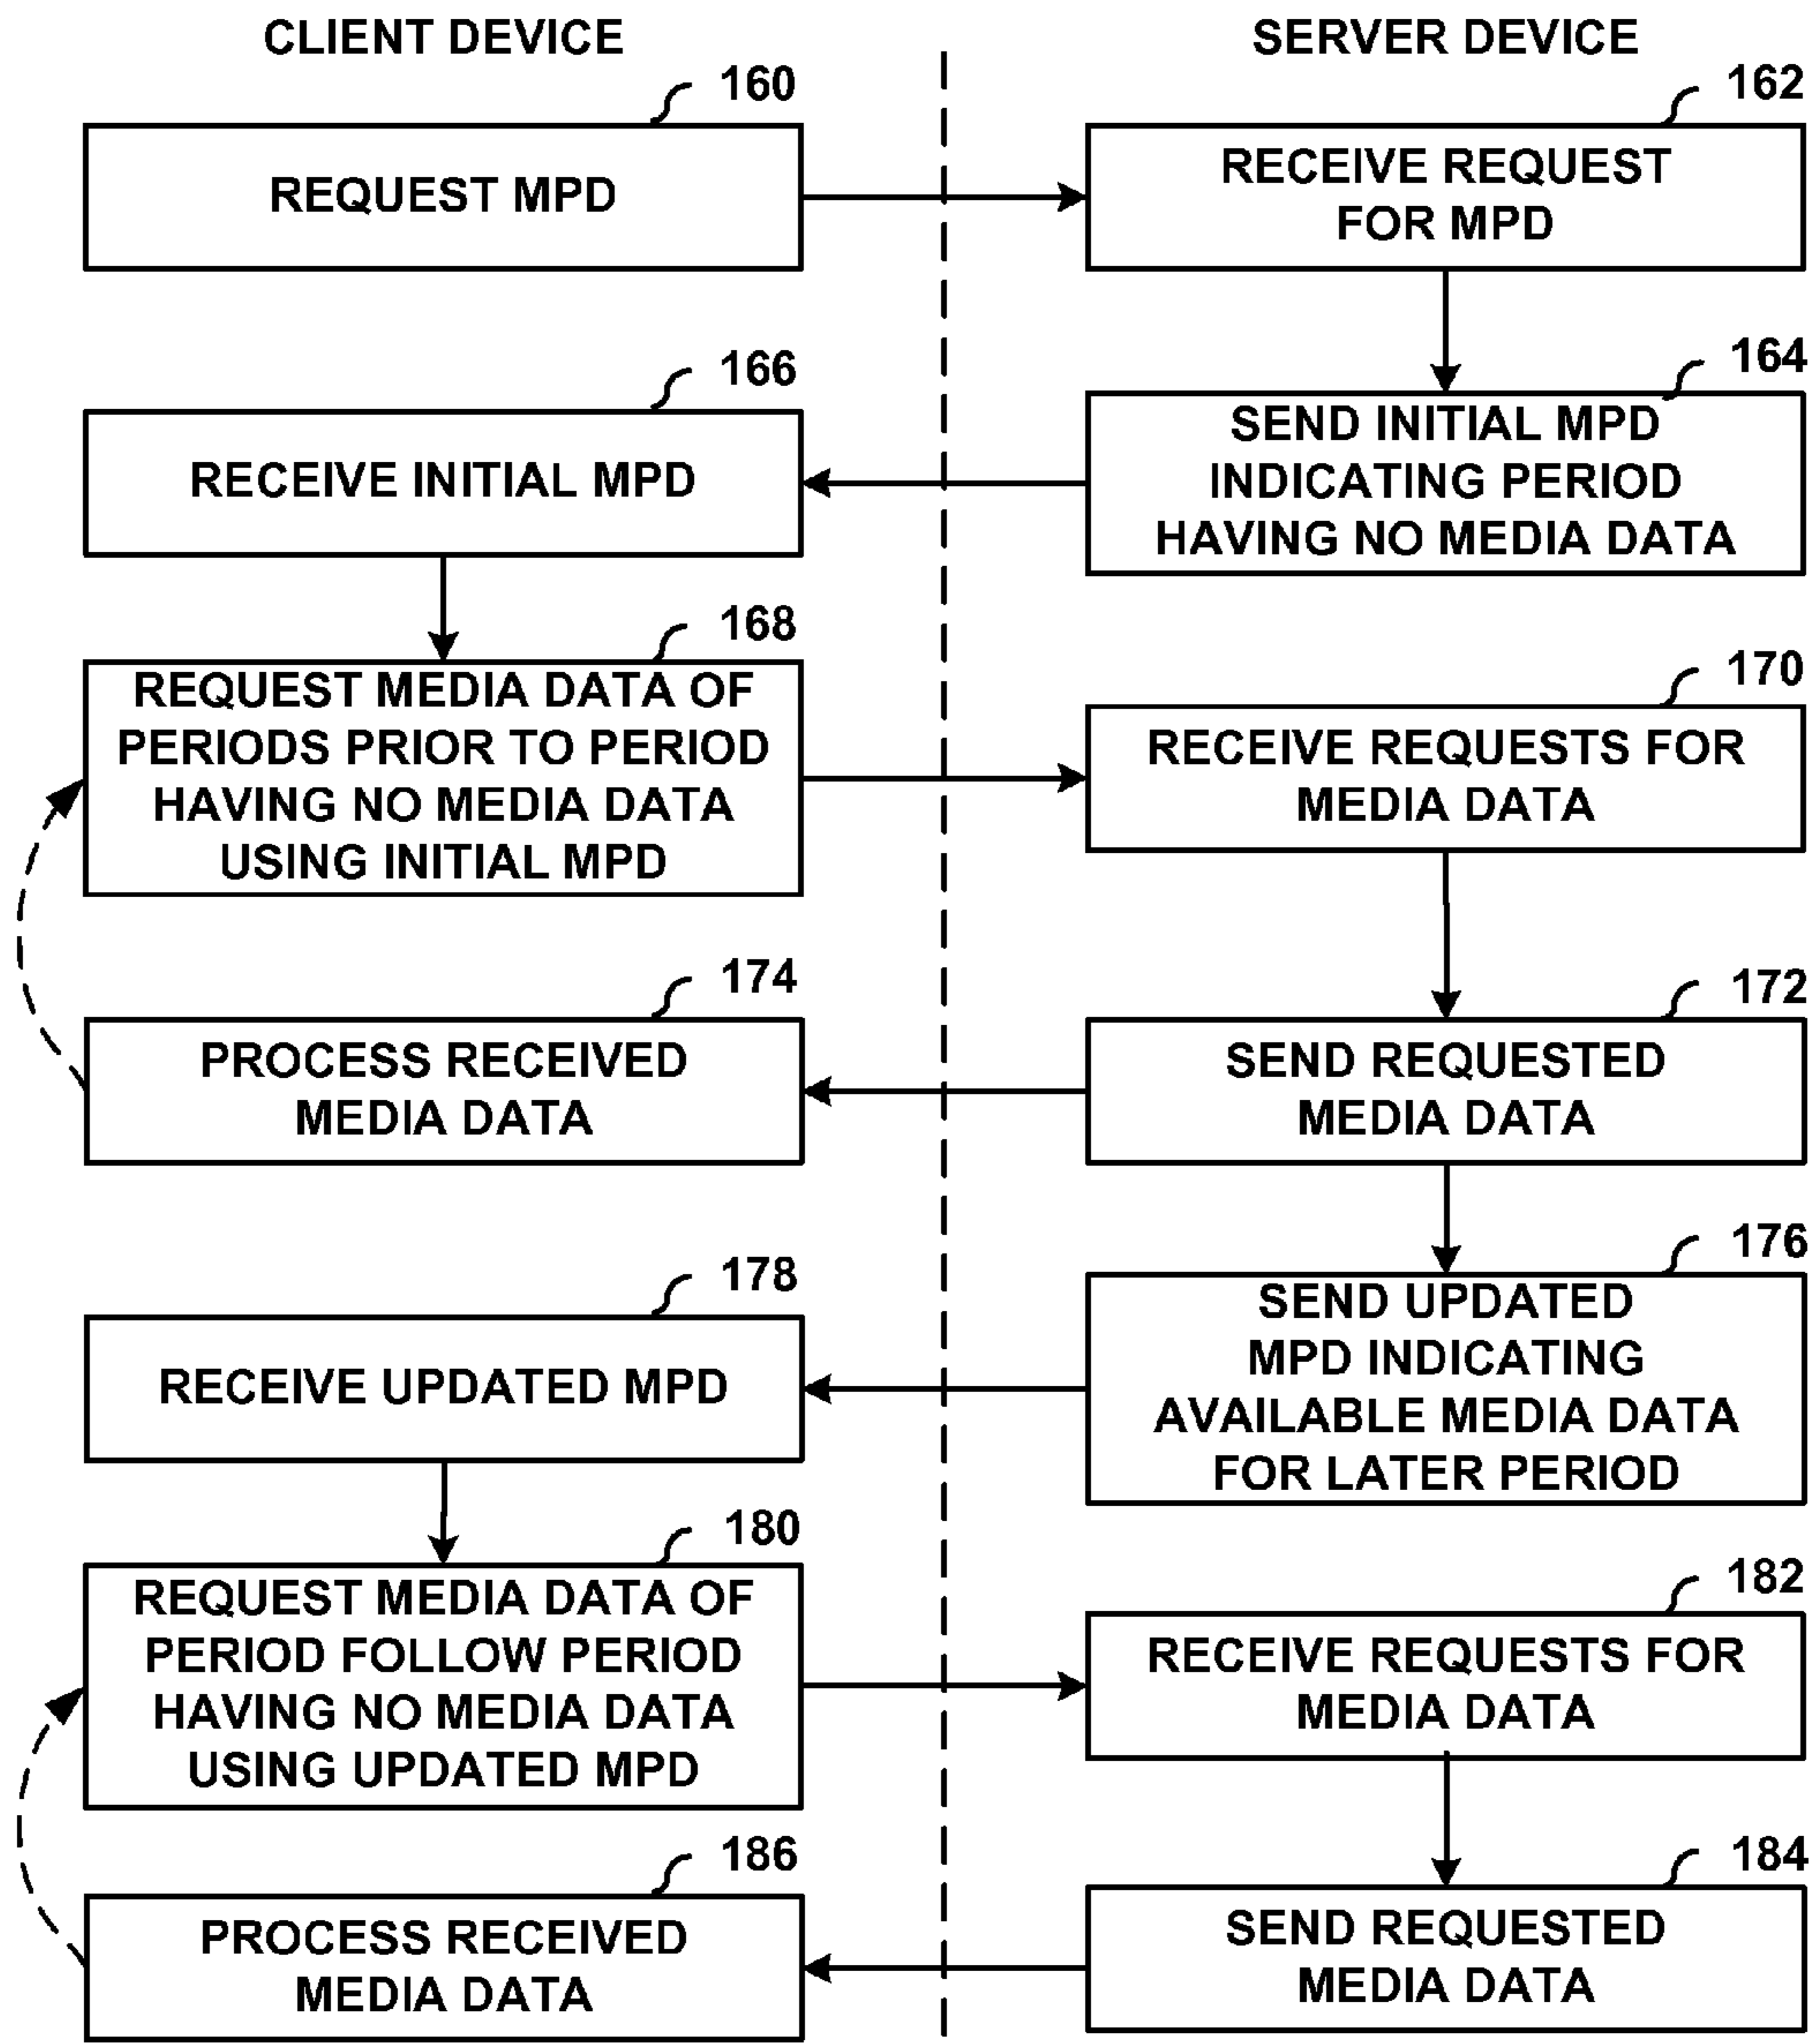 CLIENT DEVICE
SERVER DEVICE
160
REQUEST MPD
162
RECEIVE REQUEST
FOR MPD
164
SEND INITIAL MPD
INDICATING PERIOD
HAVING NO MEDIA DATA
166
RECEIVE INITIAL MPD
168
REQUEST MEDIA DATA OF
PERIODS PRIOR TO PERIOD
HAVING NO MEDIA DATA
USING INITIAL MPD
170
RECEIVE REQUESTS FOR
MEDIA DATA
172
SEND REQUESTED
MEDIA DATA
174
PROCESS RECEIVED
MEDIA DATA
176
SEND UPDATED
MPD INDICATING
AVAILABLE MEDIA DATA
FOR LATER PERIOD
178
RECEIVE UPDATED MPD
180
REQUEST MEDIA DATA OF
PERIOD FOLLOW PERIOD
HAVING NO MEDIA DATA
USING UPDATED MPD
182
RECEIVE REQUESTS FOR
MEDIA DATA
184
SEND REQUESTED
MEDIA DATA
186
PROCESS RECEIVED
MEDIA DATA